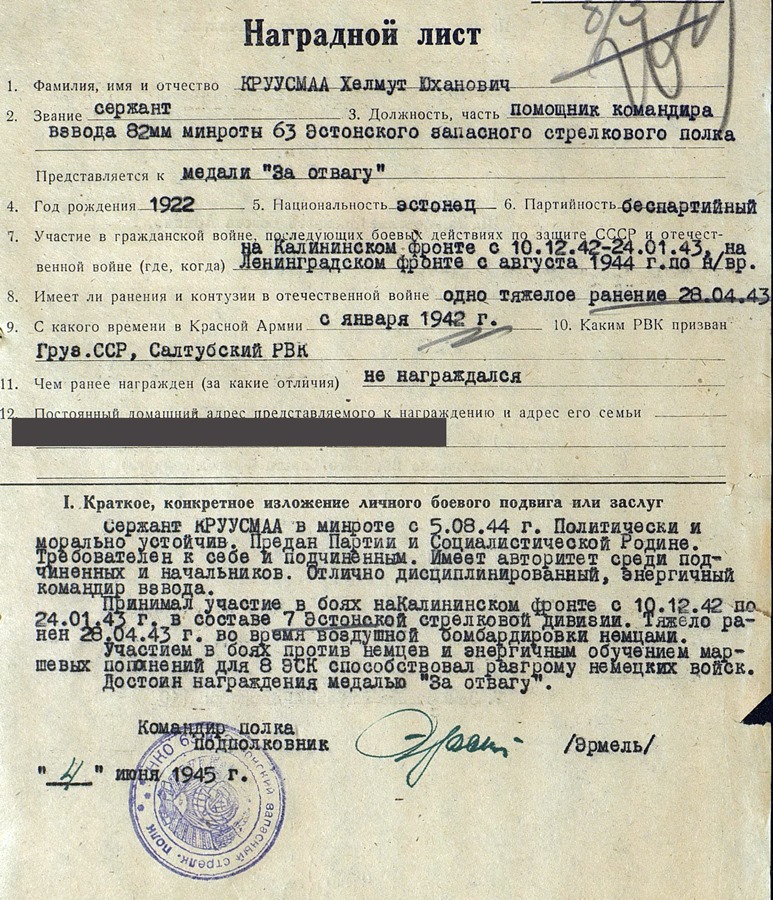 Наградной лист
1. Фамилия, имя и отчество КРУУСМАА Хелмут Юханович
2. Звание сержант 3. Должность, часть помощник командира
взвода 82мм минроты 63 Эстонского запасного стрелкового полка
Представляется к медали "За отвагу"
4. Год рождения 1922 5. Национальность эстонец 6. Партийность беспартийный
7. Участие в гражданской войне, последующих боевых действиях по защите СССР и отечест-
на Калининском фронте с 10.12.42-24.01.43, на
венной войне (где, когда) Ленинградском фронте с августа 1944 г.по н/вр.
8. Имеет ли ранения и контузии в отечественной войне одно тяжелое ранение 28.04.43
9. С какого времени в Красной Армии с января 1942 г. 10. Каким РВК призван
Груз.ССР, Салтубский РВК
11. Чем ранее награжден (за какие отличия) не награждался
12. Постоянный домашний адрес представляемого к награждению и адрес его семьи
I. Краткое, конкретное изложение личного боевого подвига или заслуг
Сержант КРУУСМАА в минроте с 5.08.44 г. Политически и
морально устойчив. Предан Партии и Социалистической Родине.
Требователен к себе и подчиненным. Имеет авторитет среди под-
чиненных и начальников. Отлично дисциплинированный, энергичный
командир взвода.
Принимал участие в боях наКалининском фронте с 10.12.42 по
24.01.43 г. в составе 7 Эстонской стрелковой дивизии. Тяжело ра-
нен 28.04.43 г. во время воздушной бомбардировки немцами.
Участием в боях против немцев и энергичным обучением мар-
шевых поплнений для 8 ЭСК способствовал разгрому немецких войск.
Достоин награждения медалью "За отвагу".
Командир полка
подполковник /Эрмель/
"4" июня 1945 г.
запасный стрелк. полк